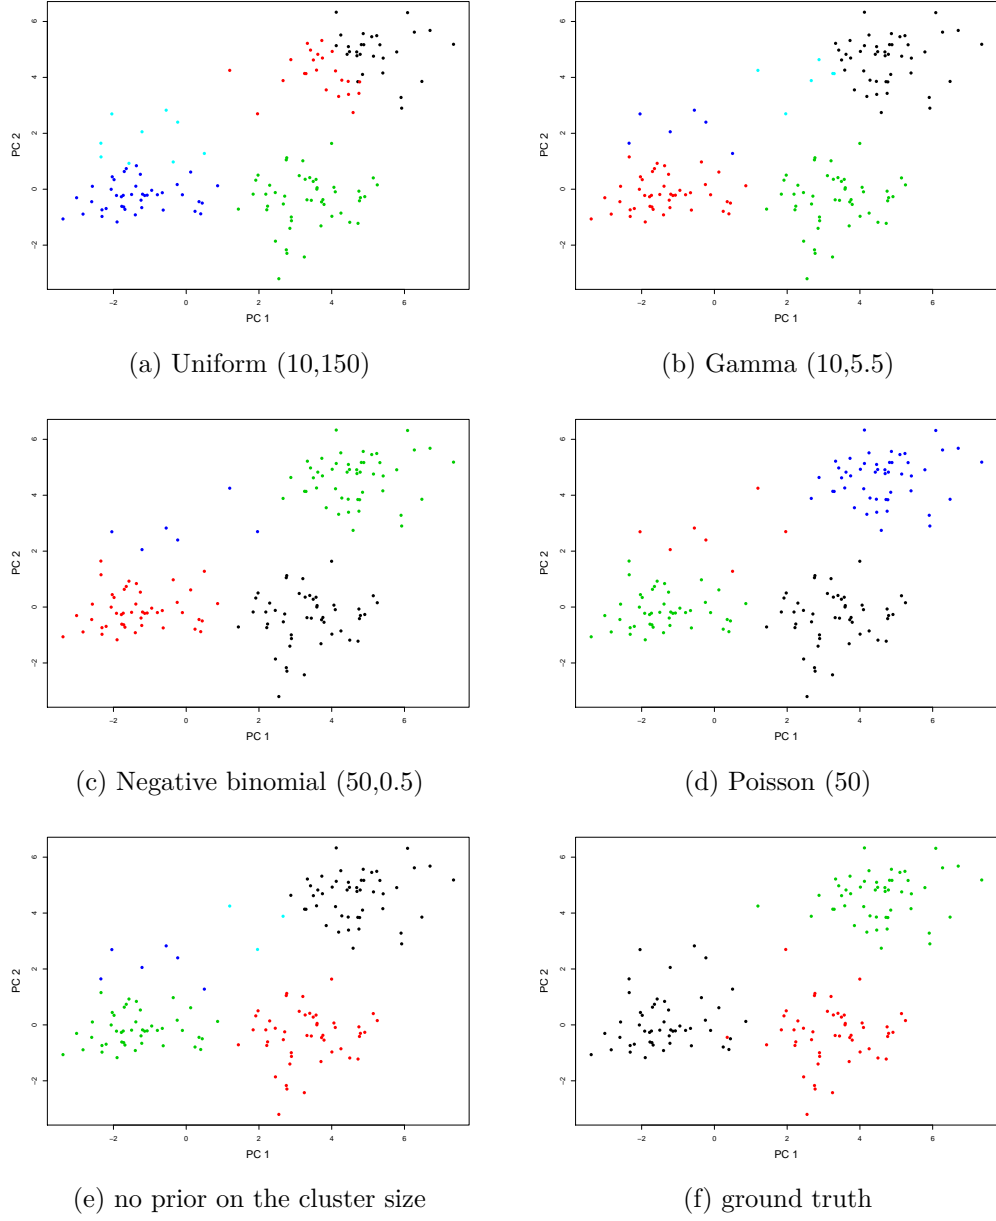 6
4
2
0
−2
PC 2
−2 0 2 4 6
PC 1
(a) Uniform (10,150)
6
4
2
0
−2
PC 2
−2 0 2 4 6
PC 1
(b) Gamma (10,5.5)
6
4
2
0
−2
PC 2
−2 0 2 4 6
PC 1
(c) Negative binomial (50,0.5)
6
4
2
0
−2
PC 2
−2 0 2 4 6
PC 1
(d) Poisson (50)
6
4
2
0
−2
PC 2
−2 0 2 4 6
PC 1
(e) no prior on the cluster size
6
4
2
0
−2
PC 2
−2 0 2 4 6
PC 1
(f) ground truth